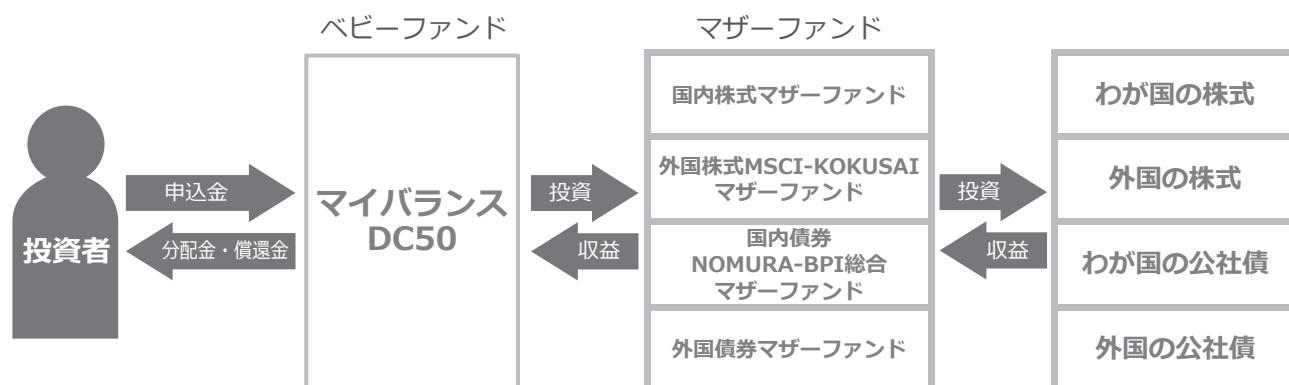 ベビーファンド
マザーファンド
投資者
申込金
分配金・償還金
マイバランス
DC50
投資
収益
国内株式マザーファンド
外国株式MSCI-KOKUSAI
マザーファンド
国内債券
NOMURA-BPI総合
マザーファンド
外国債券マザーファンド
投資
収益
わが国の株式
外国の株式
わが国の公社債
外国の公社債